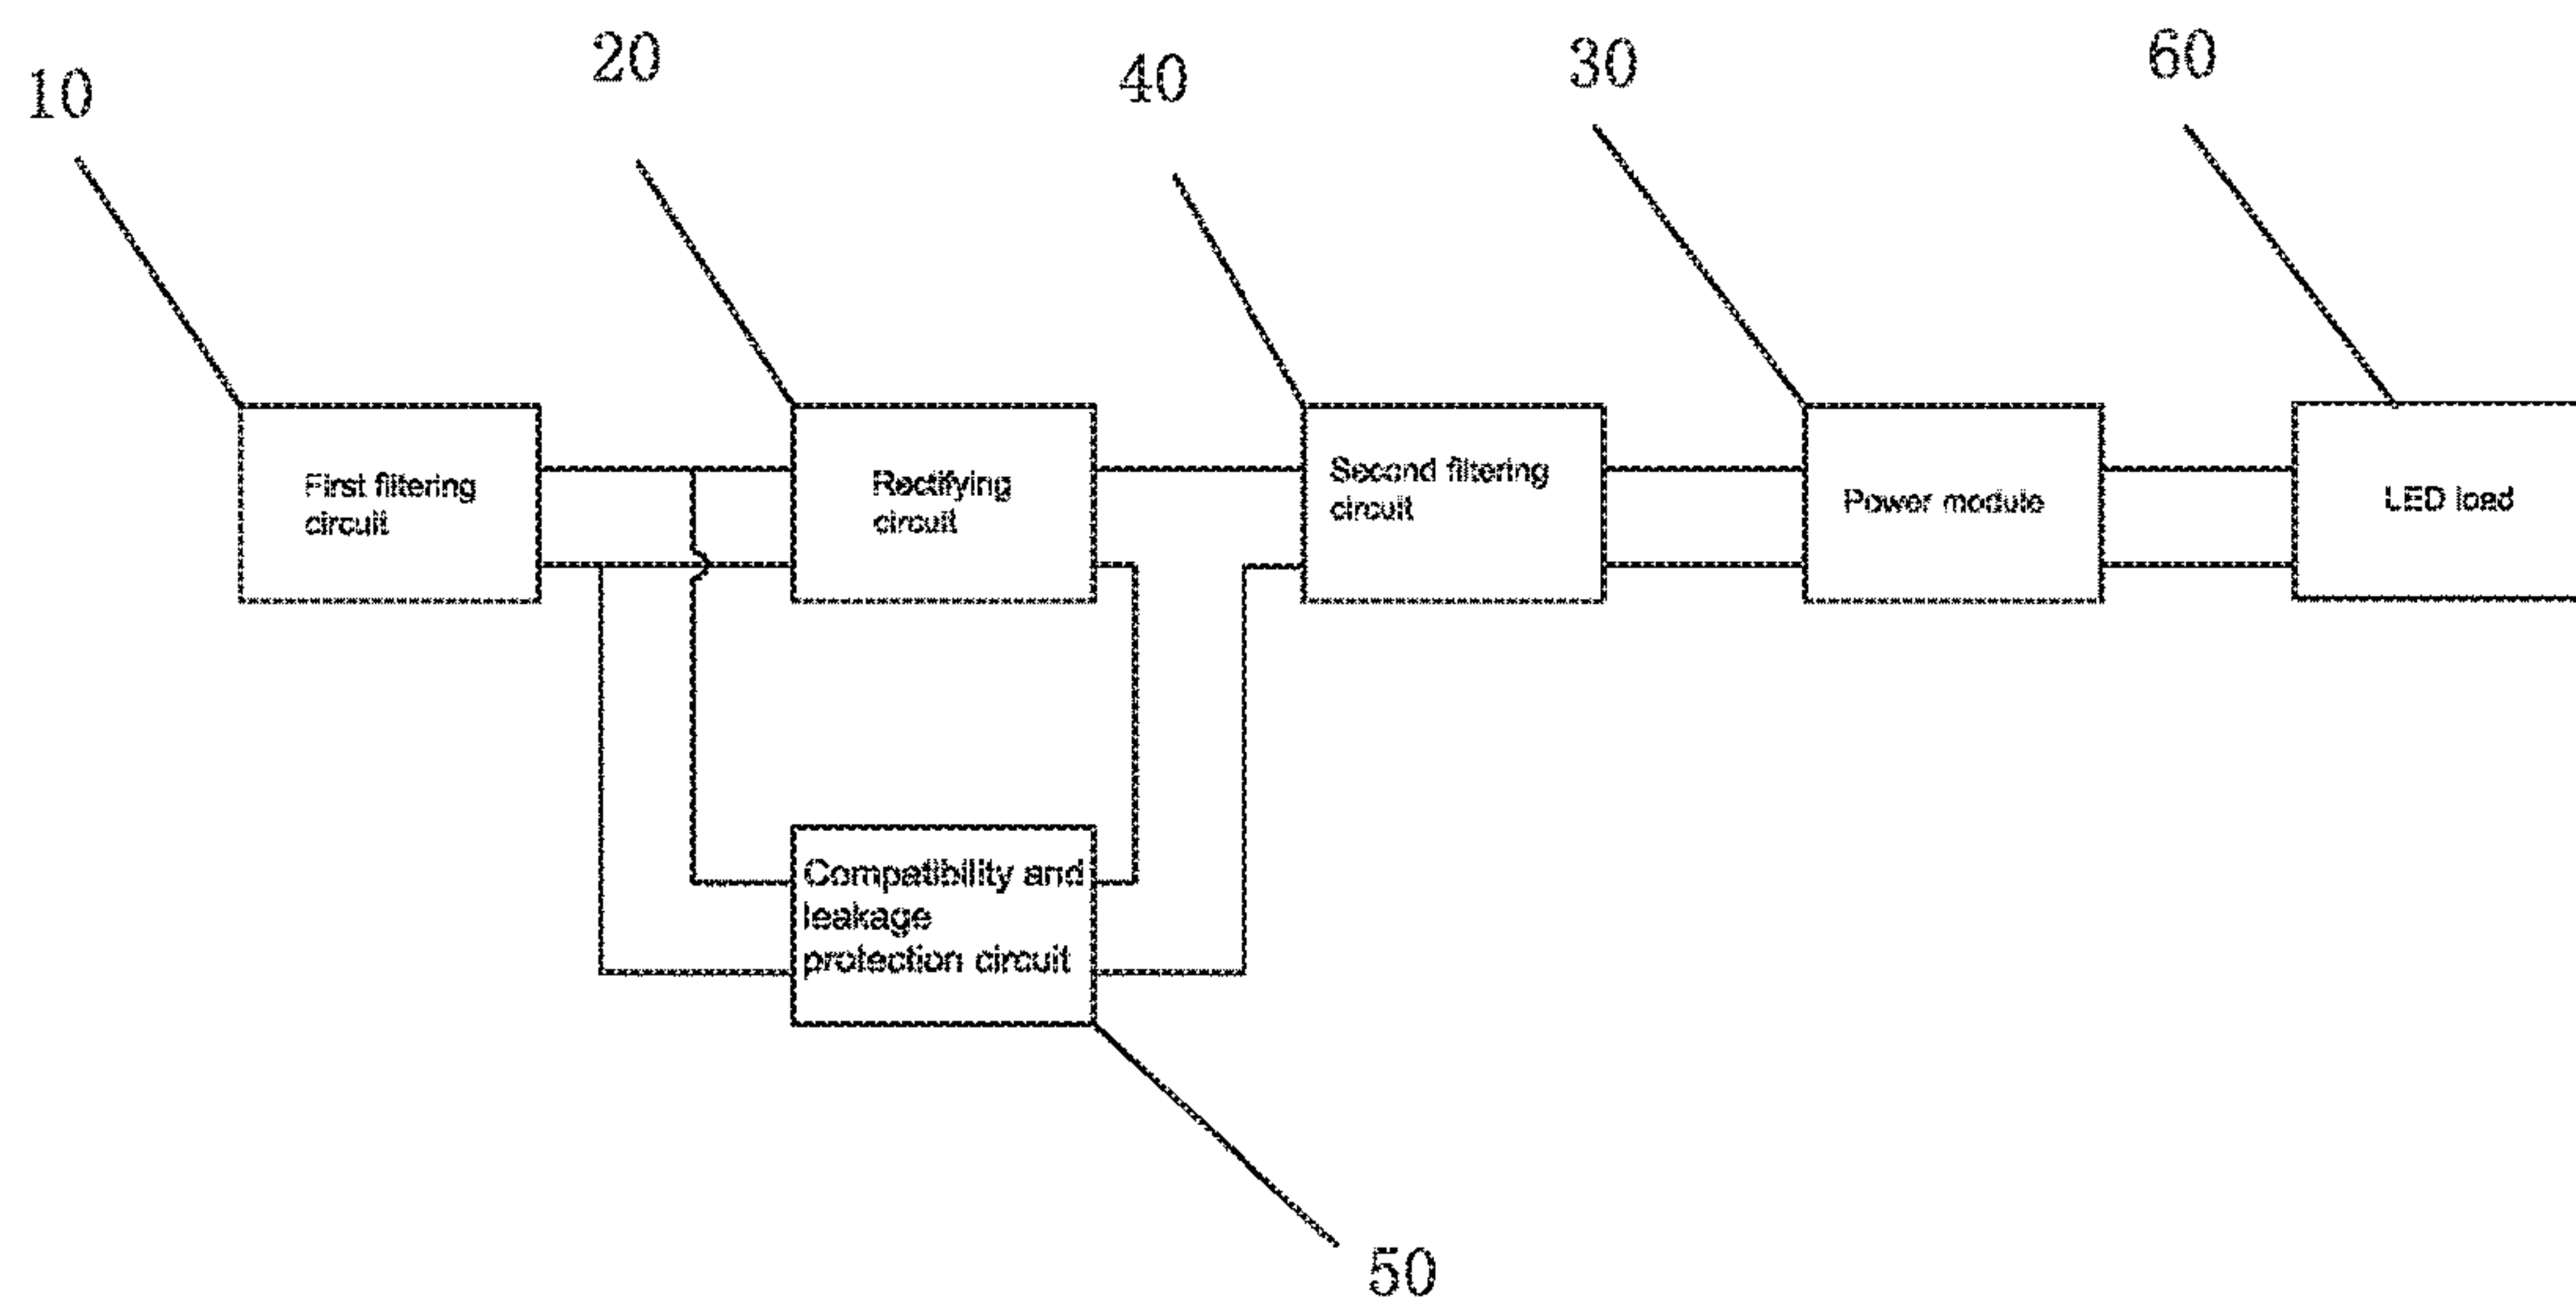 10
20
40
30
60
First filtering
circuit
Rectifying
circuit
Second filtering
circuit
Power module
LED load
Compatibility and
leakage
protection circuit
50